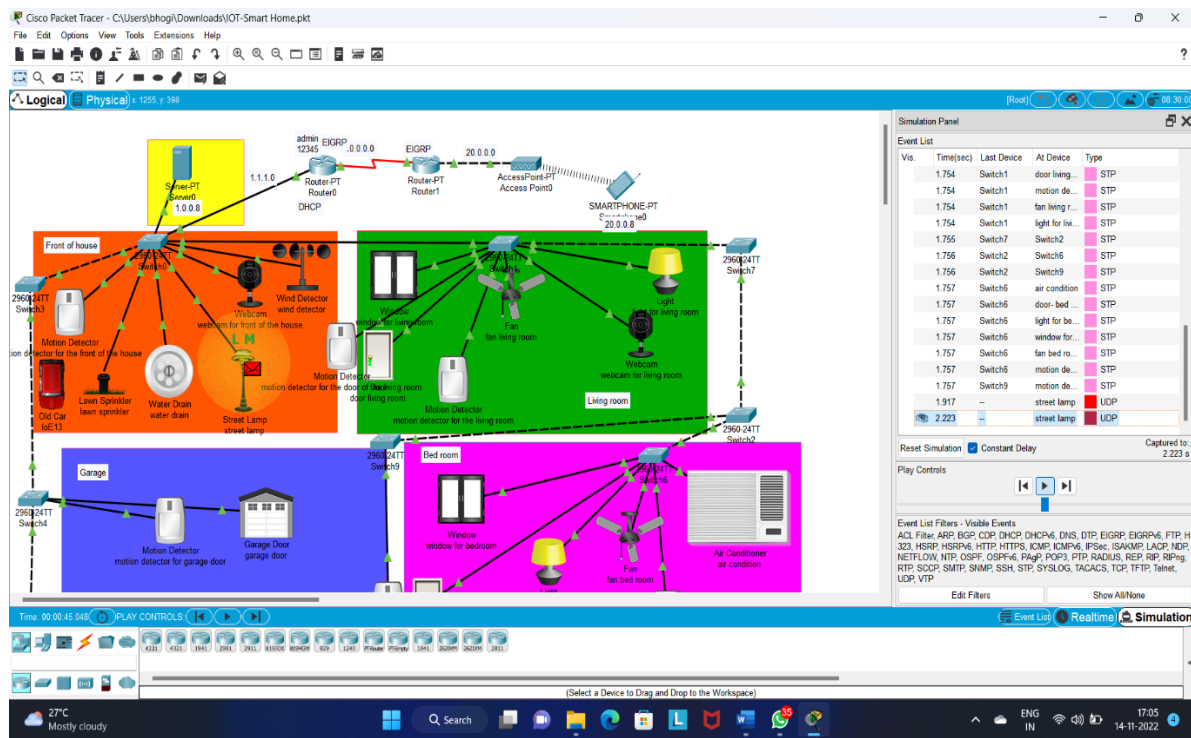 Cisco Packet Tracer - C:\Users\bhogi\Downloads\IOT-Smart Home.pkt
File Edit Options View Tools Extensions Help
?
Logical Physical x: 1255, y: 398 [Root] 08:30:00
admin
12345
EIGRP
.0.0.0.0
EIGRP
20.0.0.0
1.1.1.0
Server-PT
Server0
1.0.0.8
Router-PT
Router0
DHCP
Router-PT
Router1
AccessPoint-PT
Access Point0
SMARTPHONE-PT
Smartphone0
20.0.0.8
Front of house
2960-24TT
Switch0
2960-24TT
Switch3
Webcam
webcam for front of the house
Wind Detector
wind detector
Motion Detector
motion detector for the front of the house
L M
Old Car
IoE13
Lawn Sprinkler
lawn sprinkler
Water Drain
water drain
Street Lamp
street lamp
2960-24TT
2960-24TT
Switch7
Window
window for living room
Fan
fan living room
Light
light for living room
Webcam
webcam for living room
Motion Detector
motion detector for the door of the living room
Door
door living room
Motion Detector
motion detector for the living room
Living room
2960-24TT
Switch2
2960-24TT
Switch9
Bed room
2960-24TT
Switch6
Garage
2960-24TT
Switch4
Motion Detector
motion detector for garage door
Garage Door
garage door
Window
window for bedroom
Light
Fan
fan bed room
Air Conditioner
air condition
Simulation Panel
Event List
Vis. Time(sec) Last Device At Device Type
1.754 Switch1 door living... STP
1.754 Switch1 motion de... STP
1.754 Switch1 fan living r... STP
1.754 Switch1 light for livi... STP
1.755 Switch7 Switch2 STP
1.756 Switch2 Switch6 STP
1.756 Switch2 Switch9 STP
1.757 Switch6 air condition STP
1.757 Switch6 door- bed ... STP
1.757 Switch6 light for be... STP
1.757 Switch6 window for... STP
1.757 Switch6 fan bed ro... STP
1.757 Switch6 motion de... STP
1.757 Switch9 motion de... STP
1.917 -- street lamp UDP
2.223 -- street lamp UDP
Reset Simulation Constant Delay Captured to:
2.223 s
Play Controls
Event List Filters - Visible Events
ACL Filter, ARP, BGP, CDP, DHCP, DHCPv6, DNS, DTP, EIGRP, EIGRPv6, FTP, H
323, HSRP, HSRPv6, HTTP, HTTPS, ICMP, ICMPv6, IPSec, ISAKMP, LACP, NDP,
NETFLOW, NTP, OSPF, OSPFv6, PAgP, POP3, PTP, RADIUS, REP, RIP, RIPng,
RTP, SCCP, SMTP, SNMP, SSH, STP, SYSLOG, TACACS, TCP, TFTP, Telnet,
UDP, VTP
Edit Filters Show All/None
Time: 00:00:45.048 PLAY CONTROLS: Event List Realtime Simulation
4331 4321 1941 2901 2911 819IOX 819HGW 829 1240 PT-Router PT-Empty 1841 2620XM 2621XM 2811
(Select a Device to Drag and Drop to the Workspace)
27°C
Mostly cloudy
Search
35
ENG
IN
17:05
14-11-2022
4